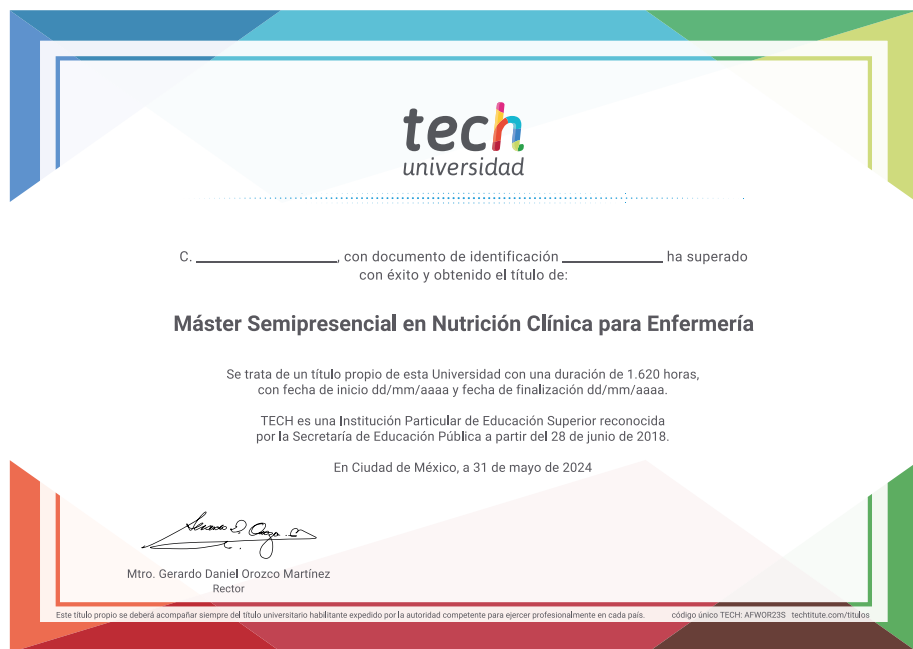 tech
universidad
C. ____________, con documento de identificación ____________ ha superado
con éxito y obtenido el título de:
Máster Semipresencial en Nutrición Clínica para Enfermería
Se trata de un título propio de esta Universidad con una duración de 1.620 horas,
con fecha de inicio dd/mm/aaaa y fecha de finalización dd/mm/aaaa.
TECH es una Institución Particular de Educación Superior reconocida
por la Secretaría de Educación Pública a partir del 28 de junio de 2018.
En Ciudad de México, a 31 de mayo de 2024
Mtro. Gerardo Daniel Orozco Martínez
Rector
Este título propio se deberá acompañar siempre del título universitario habilitante expedido por la autoridad competente para ejercer profesionalmente en cada país. código único TECH: AFWOR23S techtitute.com/titulos